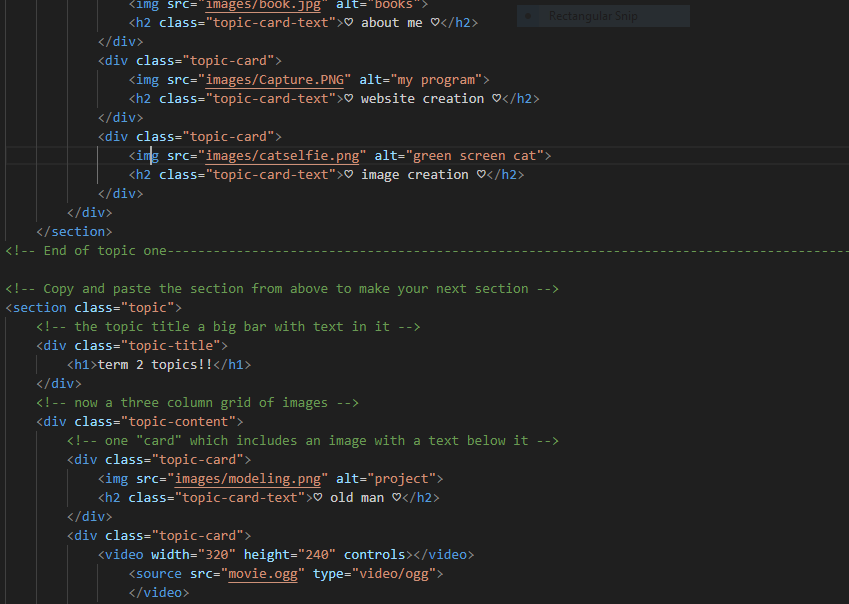 <img src="images/book.jpg" alt="books">
<h2 class="topic-card-text">♡ about me ♡</h2>
Rectangular Snip
</div>
<div class="topic-card">
<img src="images/Capture.PNG" alt="my program">
<h2 class="topic-card-text">♡ website creation ♡</h2>
</div>
<div class="topic-card">
<img src="images/catselfie.png" alt="green screen cat">
<h2 class="topic-card-text">♡ image creation ♡</h2>
</div>
</div>
</section>
<!-- End of topic one-----------------------------------------------------------------------------------------
<!-- Copy and paste the section from above to make your next section -->
<section class="topic">
<!-- the topic title a big bar with text in it -->
<div class="topic-title">
<h1>term 2 topics!!</h1>
</div>
<!-- now a three column grid of images -->
<div class="topic-content">
<!-- one "card" which includes an image with a text below it -->
<div class="topic-card">
<img src="images/modeling.png" alt="project">
<h2 class="topic-card-text">♡ old man ♡</h2>
</div>
<div class="topic-card">
<video width="320" height="240" controls></video>
<source src="movie.ogg" type="video/ogg">
</video>